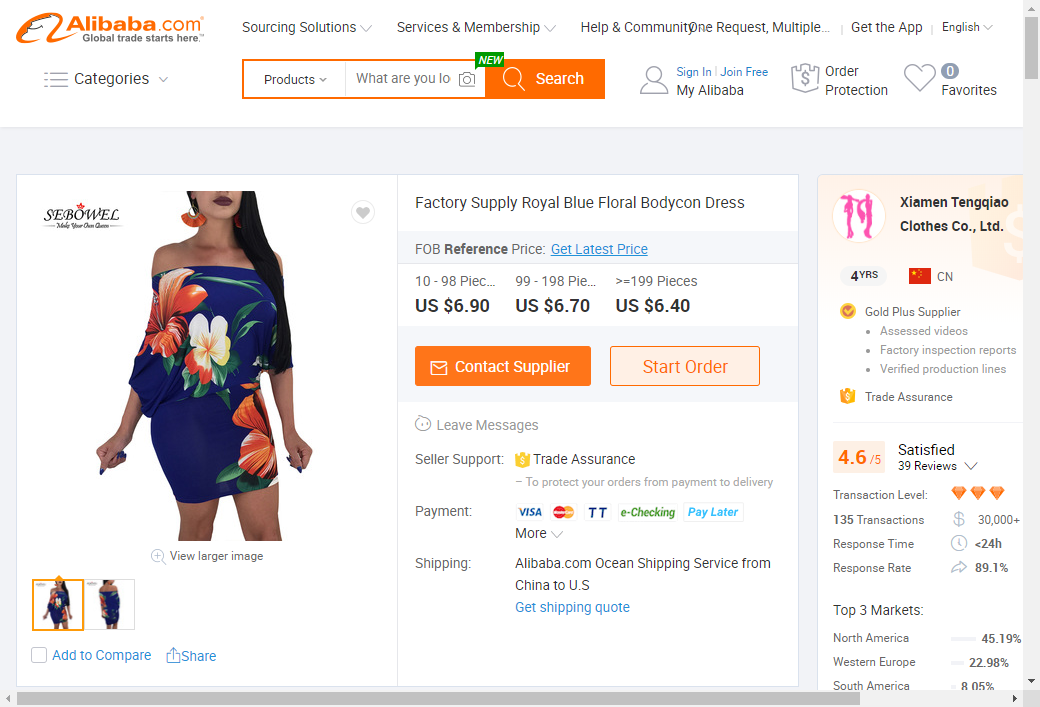 Alibaba.com
Global trade starts here.™
Sourcing Solutions
Services & Membership
Help & Community
One Request, Multiple...
Get the App
English
Categories
Products
What are you lo
NEW
Search
Sign In | Join Free
My Alibaba
Order
Protection
0
Favorites
SEBOWEL
Make Your Own Queen
View larger image
Add to Compare
Share
Factory Supply Royal Blue Floral Bodycon Dress
FOB Reference Price: Get Latest Price
10 - 98 Piec...
99 - 198 Pie...
>=199 Pieces
US $6.90
US $6.70
US $6.40
Contact Supplier
Start Order
Leave Messages
Seller Support:
Trade Assurance
– To protect your orders from payment to delivery
Payment:
VISA
MasterCard
TT
e-Checking
Pay Later
More
Shipping:
Alibaba.com Ocean Shipping Service from
China to U.S
Get shipping quote
Xiamen Tengqiao
Clothes Co., Ltd.
4YRS
CN
Gold Plus Supplier
Assessed videos
Factory inspection reports
Verified production lines
Trade Assurance
4.6 /5
Satisfied
39 Reviews
Transaction Level:
135 Transactions
$ 30,000+
Response Time
<24h
Response Rate
89.1%
Top 3 Markets:
North America
45.19%
Western Europe
22.98%
South America
8.05%